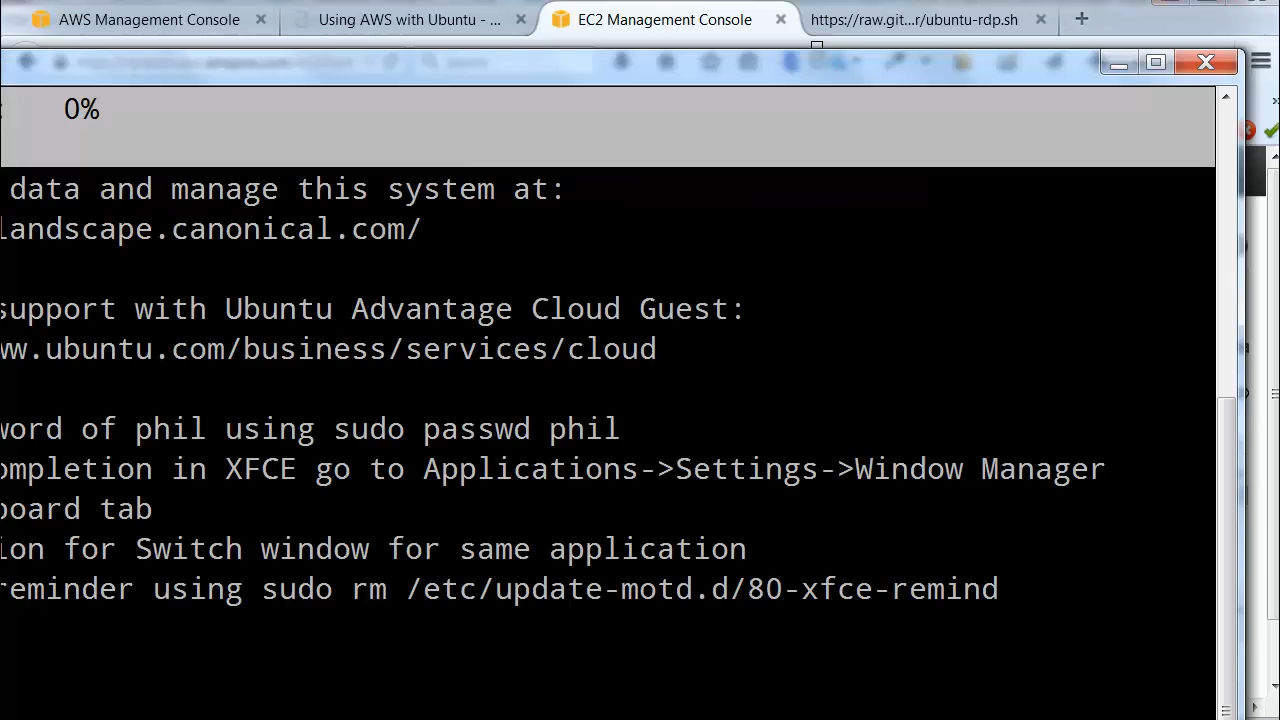 AWS Management Console
Using AWS with Ubuntu - ...
EC2 Management Console
https://raw.git...r/ubuntu-rdp.sh
: 0%
data and manage this system at:
landscape.canonical.com/
support with Ubuntu Advantage Cloud Guest:
ww.ubuntu.com/business/services/cloud
word of phil using sudo passwd phil
ompletion in XFCE go to Applications->Settings->Window Manager
board tab
ion for Switch window for same application
reminder using sudo rm /etc/update-motd.d/80-xfce-remind